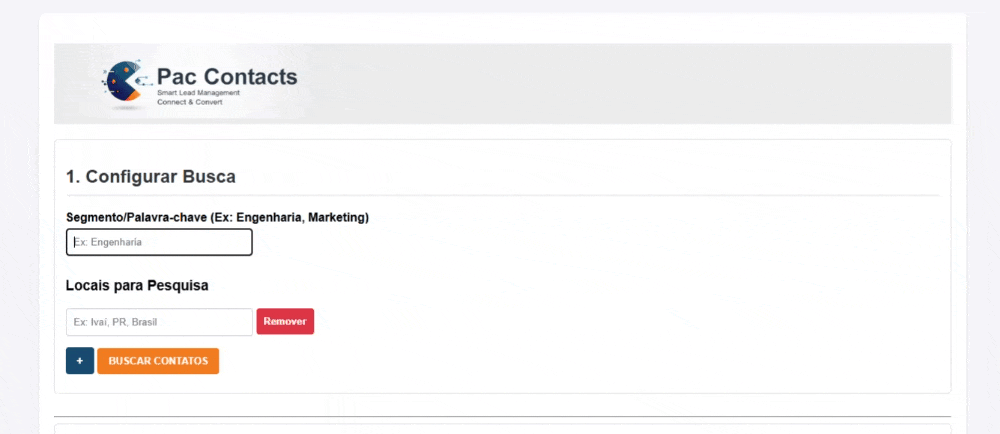 Pac Contacts
Smart Lead Management
Connect & Convert
1. Configurar Busca
Segmento/Palavra-chave (Ex: Engenharia, Marketing)
Ex: Engenharia
Locais para Pesquisa
Ex: Ivaí, PR, Brasil
Remover
+
BUSCAR CONTATOS